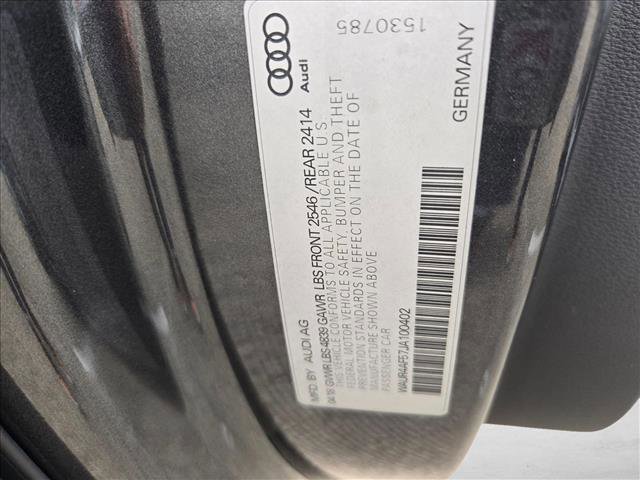 Audi
1530785
MFD. BY AUDI AG
04/18 GVWR LBS 4839 GAWR LBS FRONT 2546 /REAR 2414
THIS VEHICLE CONFORMS TO ALL APPLICABLE U S
FEDERAL MOTOR VEHICLE SAFETY, BUMPER AND THEFT
PREVENTION STANDARDS IN EFFECT ON THE DATE OF
MANUFACTURE SHOWN ABOVE
PASSENGER CAR
WAUR4AF57JA100402
GERMANY